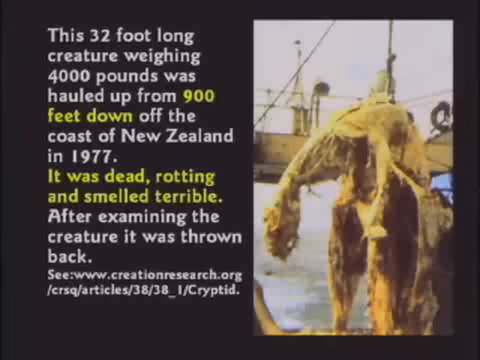 This 32 foot long
creature weighing
4000 pounds was
hauled up from 900
feet down off the
coast of New Zealand
in 1977.
It was dead, rotting
and smelled terrible.
After examining the
creature it was thrown
back.
See:www.creationresearch.org
/crsq/articles/38/38_1/Cryptid.